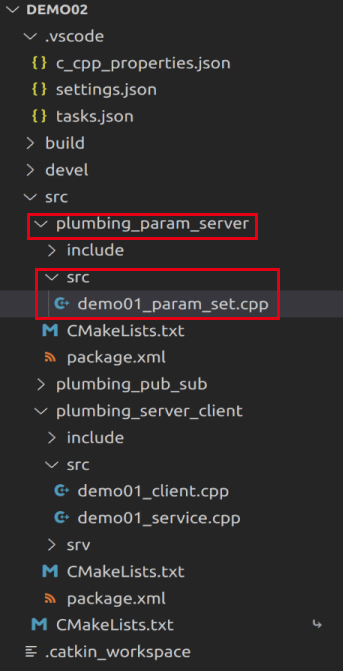 DEMO02
.vscode
{} c_cpp_properties.json
{} settings.json
{} tasks.json
build
devel
src
plumbing_param_server
include
src
demo01_param_set.cpp
M CMakeLists.txt
package.xml
plumbing_pub_sub
plumbing_server_client
include
src
demo01_client.cpp
demo01_service.cpp
srv
M CMakeLists.txt
package.xml
M CMakeLists.txt
.catkin_workspace